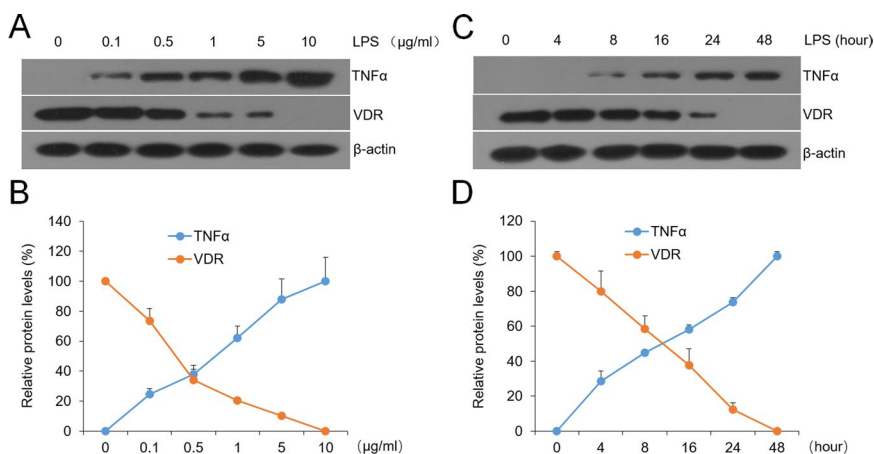 A
0 0.1 0.5 1 5 10 LPS (μg/ml)
TNFα
VDR
β-actin
B
140
120
100
80
60
40
20
0
Relative protein levels (%)
TNFα
VDR
0 0.1 0.5 1 5 10 (μg/ml)
C
0 4 8 16 24 48 LPS (hour)
TNFα
VDR
β-actin
D
120
100
80
60
40
20
0
Relative protein levels (%)
TNFα
VDR
0 4 8 16 24 48 (hour)